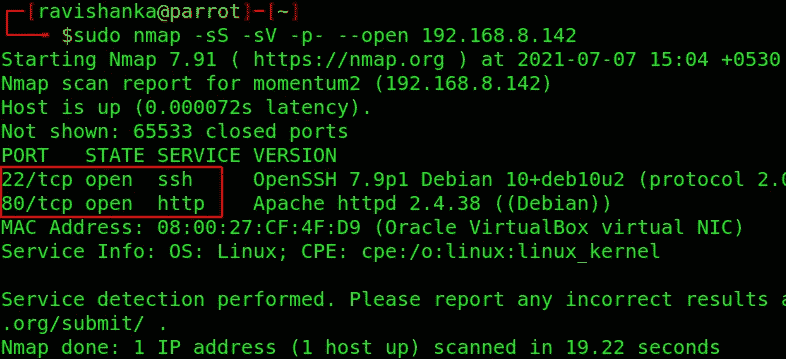 [ravishanka@parrot]-[~]
$sudo nmap -sS -sV -p- --open 192.168.8.142
Starting Nmap 7.91 ( https://nmap.org ) at 2021-07-07 15:04 +0530
Nmap scan report for momentum2 (192.168.8.142)
Host is up (0.000072s latency).
Not shown: 65533 closed ports
PORT   STATE SERVICE VERSION
22/tcp open  ssh     OpenSSH 7.9p1 Debian 10+deb10u2 (protocol 2.0
80/tcp open  http    Apache httpd 2.4.38 ((Debian))
MAC Address: 08:00:27:CF:4F:D9 (Oracle VirtualBox virtual NIC)
Service Info: OS: Linux; CPE: cpe:/o:linux:linux_kernel
Service detection performed. Please report any incorrect results a
.org/submit/ .
Nmap done: 1 IP address (1 host up) scanned in 19.22 seconds